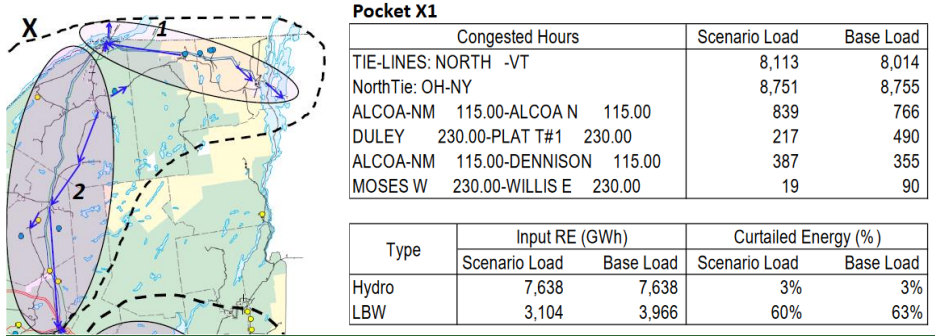 X
1
2
Pocket X1
Congested Hours Scenario Load Base Load
TIE-LINES: NORTH -VT 8,113 8,014
NorthTie: OH-NY 8,751 8,755
ALCOA-NM 115.00-ALCOA N 115.00 839 766
DULEY 230.00-PLAT T#1 230.00 217 490
ALCOA-NM 115.00-DENNISON 115.00 387 355
MOSES W 230.00-WILLIS E 230.00 19 90
Type Input RE (GWh) Curtailed Energy (%)
Scenario Load Base Load Scenario Load Base Load
Hydro 7,638 7,638 3% 3%
LBW 3,104 3,966 60% 63%